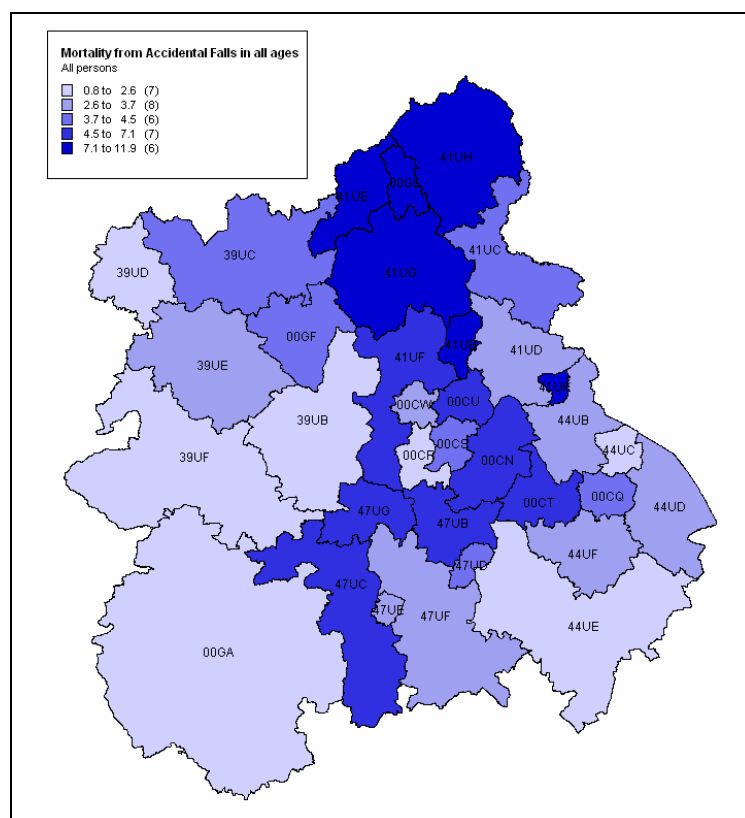 Mortality from Accidental Falls in all ages
All persons
0.8 to 2.6 (7)
2.6 to 3.7 (8)
3.7 to 4.5 (6)
4.5 to 7.1 (7)
7.1 to 11.9 (6)
41UH
00GL
41UE
41UC
39UC
39UD
41UG
00GF
39UE
41UF
41UB
41UD
41UK
00CW
00CU
39UB
44UB
00CR
00CS
44UC
39UF
00CN
00CQ
00CT
44UD
47UG
47UB
44UF
47UD
47UC
47UE
47UF
44UE
00GA